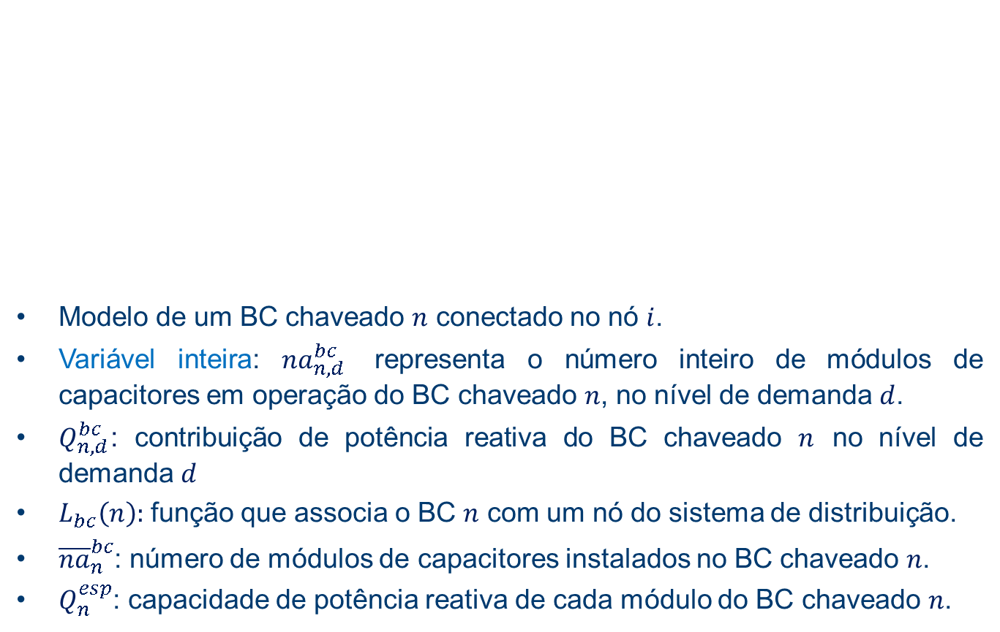 • Modelo de um BC chaveado $n$ conectado no nó $i$.
• Variável inteira: $na_{n,d}^{bc}$ representa o número inteiro de módulos de
capacitores em operação do BC chaveado $n$, no nível de demanda $d$.
• $Q_{n,d}^{bc}$: contribuição de potência reativa do BC chaveado $n$ no nível de
demanda $d$
• $L_{bc}(n)$: função que associa o BC $n$ com um nó do sistema de distribuição.
• $\overline{na}_{n}^{bc}$: número de módulos de capacitores instalados no BC chaveado $n$.
• $Q_{n}^{esp}$: capacidade de potência reativa de cada módulo do BC chaveado $n$.